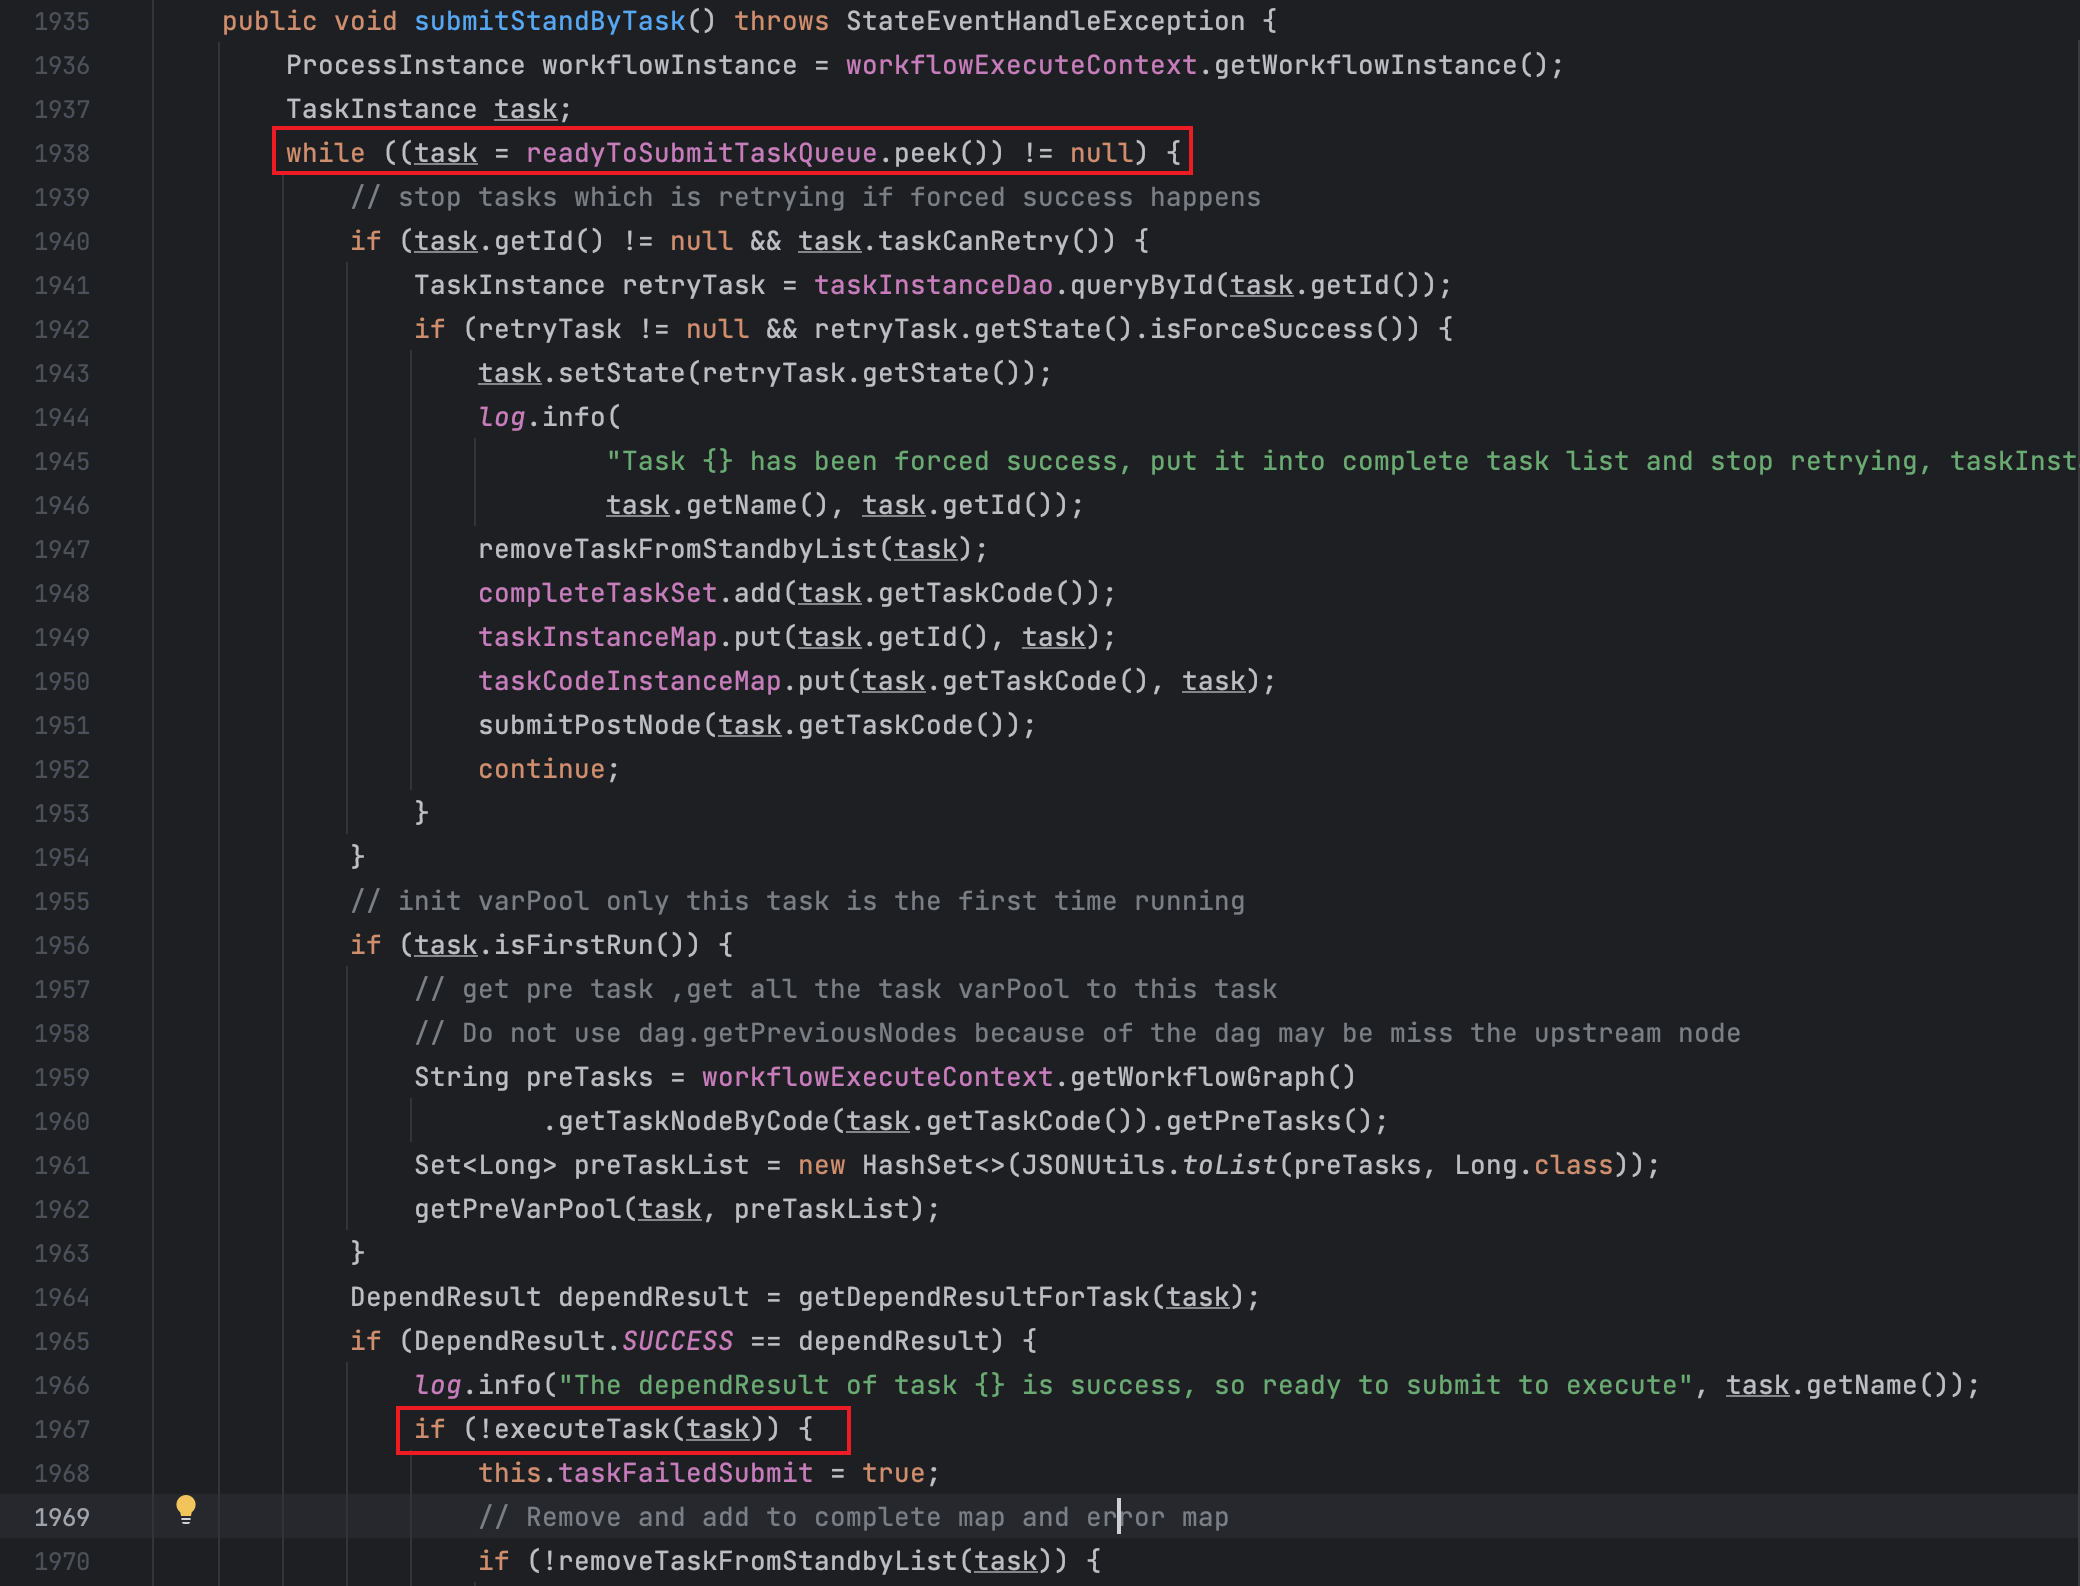 1935 public void submitStandByTask() throws StateEventHandleException {
1936 ProcessInstance workflowInstance = workflowExecuteContext.getWorkflowInstance();
1937 TaskInstance task;
1938 while ((task = readyToSubmitTaskQueue.peek()) != null) {
1939 // stop tasks which is retrying if forced success happens
1940 if (task.getId() != null && task.taskCanRetry()) {
1941 TaskInstance retryTask = taskInstanceDao.queryById(task.getId());
1942 if (retryTask != null && retryTask.getState().isForceSuccess()) {
1943 task.setState(retryTask.getState());
1944 log.info(
1945 "Task {} has been forced success, put it into complete task list and stop retrying, taskInst
1946 task.getName(), task.getId());
1947 removeTaskFromStandbyList(task);
1948 completeTaskSet.add(task.getTaskCode());
1949 taskInstanceMap.put(task.getId(), task);
1950 taskCodeInstanceMap.put(task.getTaskCode(), task);
1951 submitPostNode(task.getTaskCode());
1952 continue;
1953 }
1954 }
1955 // init varPool only this task is the first time running
1956 if (task.isFirstRun()) {
1957 // get pre task ,get all the task varPool to this task
1958 // Do not use dag.getPreviousNodes because of the dag may be miss the upstream node
1959 String preTasks = workflowExecuteContext.getWorkflowGraph()
1960 .getTaskNodeByCode(task.getTaskCode()).getPreTasks();
1961 Set<Long> preTaskList = new HashSet<>(JSONUtils.toList(preTasks, Long.class));
1962 getPreVarPool(task, preTaskList);
1963 }
1964 DependResult dependResult = getDependResultForTask(task);
1965 if (DependResult.SUCCESS == dependResult) {
1966 log.info("The dependResult of task {} is success, so ready to submit to execute", task.getName());
1967 if (!executeTask(task)) {
1968 this.taskFailedSubmit = true;
1969 // Remove and add to complete map and error map
1970 if (!removeTaskFromStandbyList(task)) {